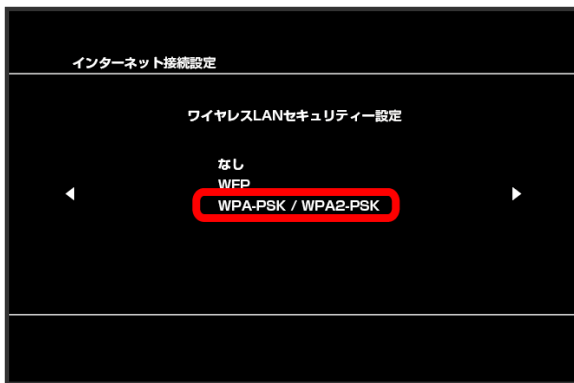 インターネット接続設定
ワイヤレスLANセキュリティー設定
なし
WEP
WPA-PSK / WPA2-PSK